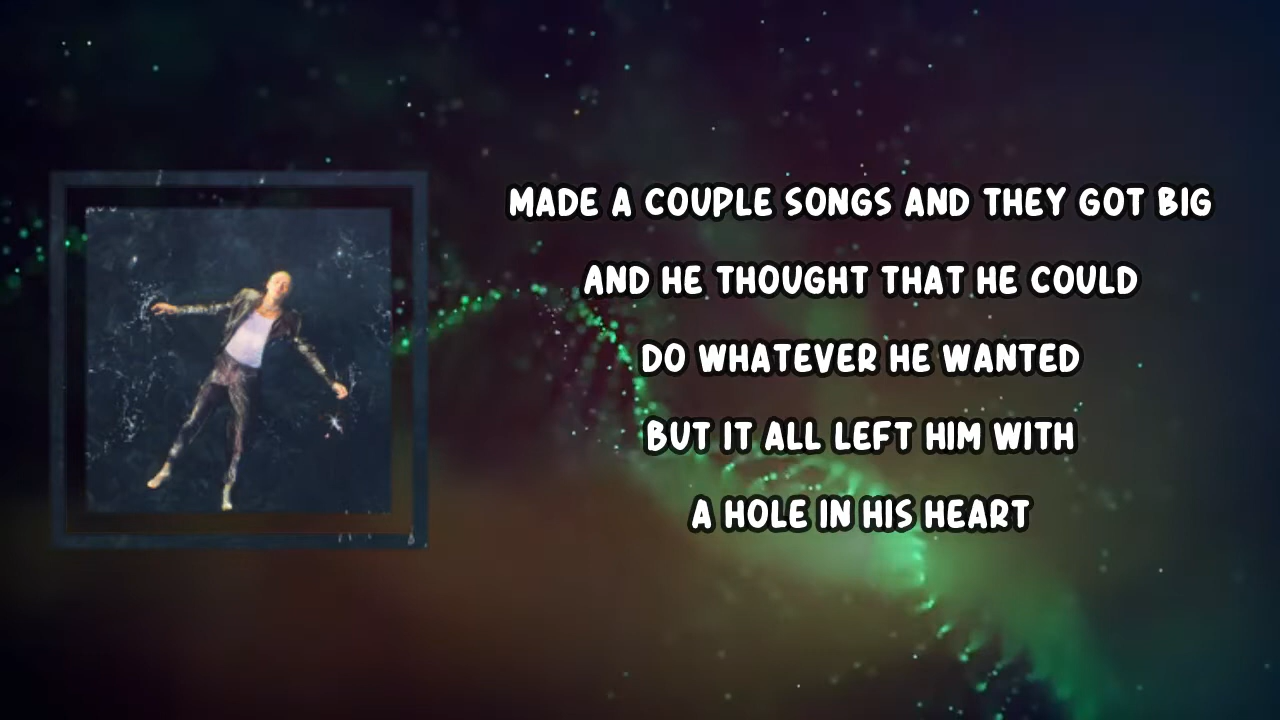 MADE A COUPLE SONGS AND THEY GOT BIG
AND HE THOUGHT THAT HE COULD
DO WHATEVER HE WANTED
BUT IT ALL LEFT HIM WITH
A HOLE IN HIS HEART